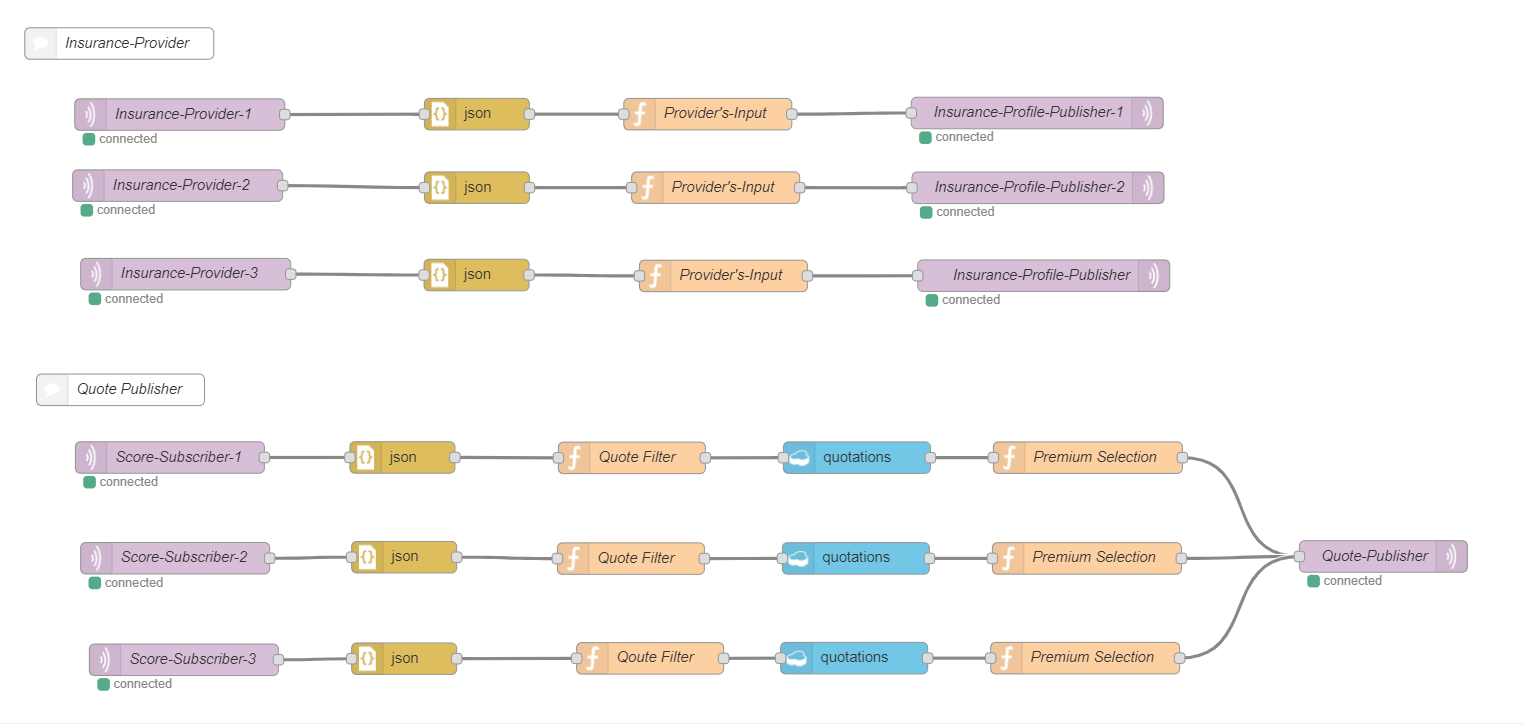 Insurance-Provider
Insurance-Provider-1
json
Provider's-Input
Insurance-Profile-Publisher-1
connected
connected
Insurance-Provider-2
json
Provider's-Input
Insurance-Profile-Publisher-2
connected
connected
Insurance-Provider-3
json
Provider's-Input
Insurance-Profile-Publisher
connected
connected
Quote Publisher
Score-Subscriber-1
json
Quote Filter
quotations
Premium Selection
connected
Score-Subscriber-2
json
Quote Filter
quotations
Premium Selection
Quote-Publisher
connected
connected
Score-Subscriber-3
json
Qoute Filter
quotations
Premium Selection
connected